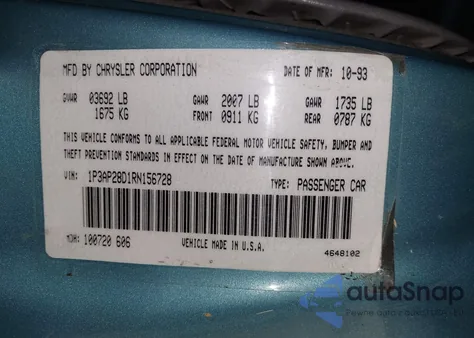 MFD BY CHRYSLER CORPORATION DATE OF MFR: 10-93
GVWR 03692 LB GAWR 2007 LB GAWR 1735 LB
1675 KG FRONT 0911 KG REAR 0787 KG
THIS VEHICLE CONFORMS TO ALL APPLICABLE FEDERAL MOTOR VEHICLE SAFETY, BUMPER AND
THEFT PREVENTION STANDARDS IN EFFECT ON THE DATE OF MANUFACTURE SHOWN ABOVE.
VIN: 1P3AP28D1RN156728 TYPE: PASSENGER CAR
MDH: 100720 606 VEHICLE MADE IN U.S.A. 4648102
autoSnap
Pewne auto z